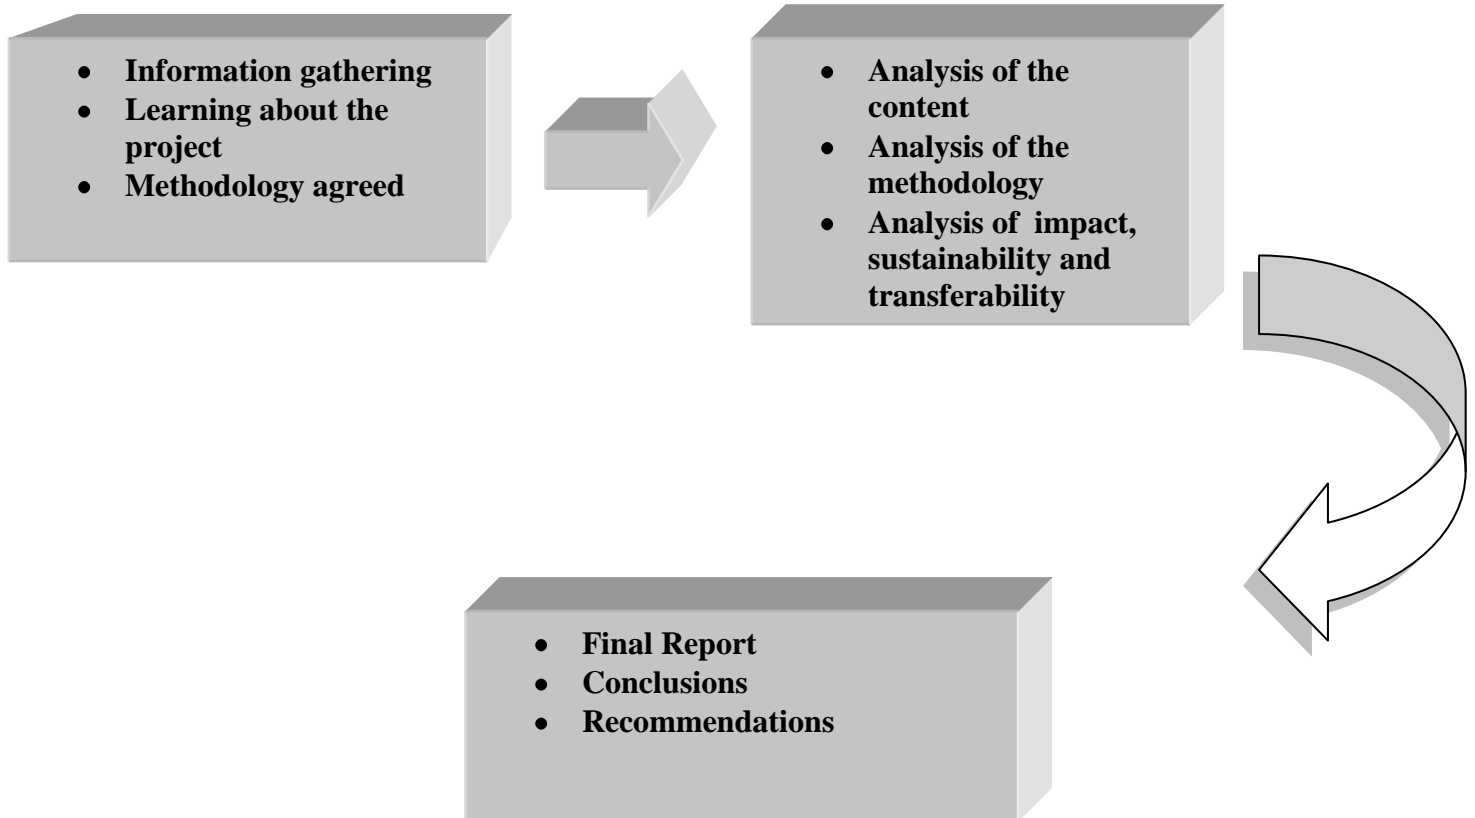 • Information gathering
• Learning about the
project
• Methodology agreed
• Analysis of the
content
• Analysis of the
methodology
• Analysis of  impact,
sustainability and
transferability
• Final Report
• Conclusions
• Recommendations